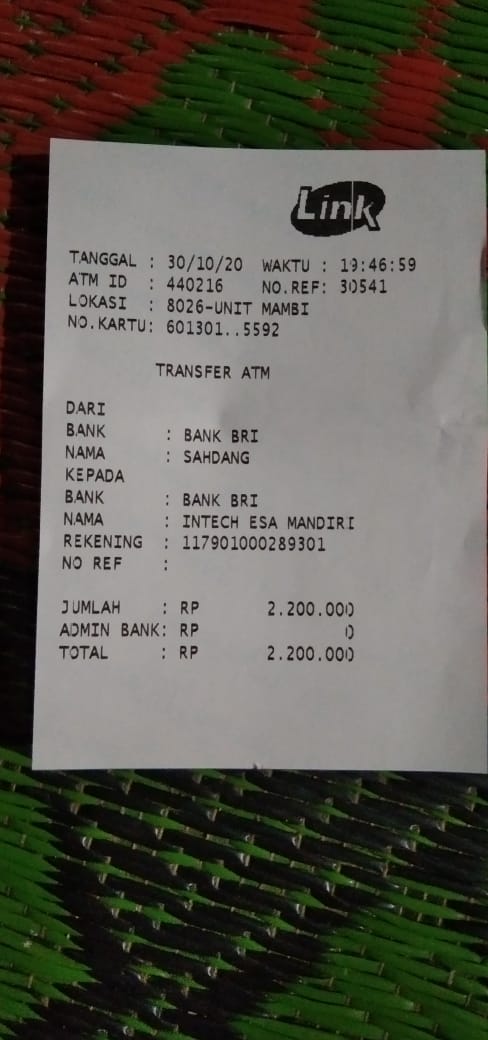 Link
TANGGAL : 30/10/20 WAKTU : 19:46:59
ATM ID : 440216 NO.REF: 30541
LOKASI : 8026-UNIT MAMBI
NO.KARTU: 601301..5592
TRANSFER ATM
DARI
BANK : BANK BRI
NAMA : SAHDANG
KEPADA
BANK : BANK BRI
NAMA : INTECH ESA MANDIRI
REKENING : 117901000289301
NO REF :
JUMLAH : RP 2.200.000
ADMIN BANK: RP 0
TOTAL : RP 2.200.000